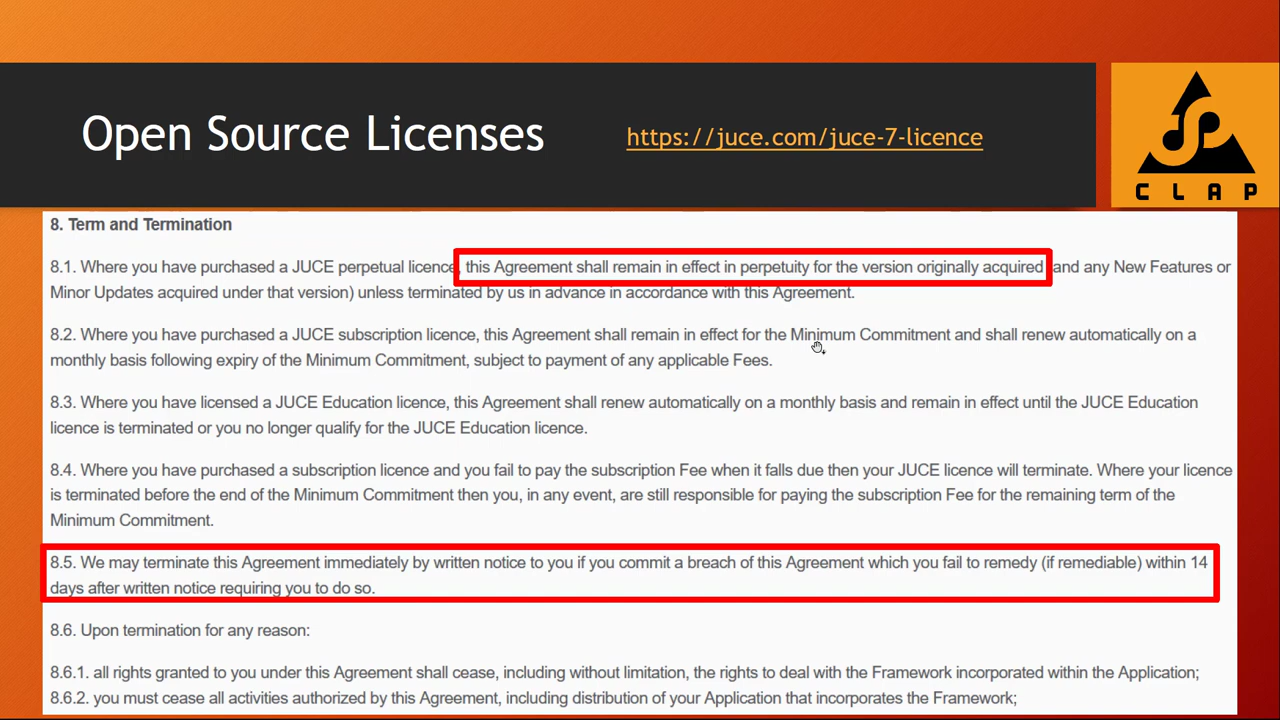 Open Source Licenses
https://juce.com/juce-7-licence
CLAP
8. Term and Termination
8.1. Where you have purchased a JUCE perpetual licence, this Agreement shall remain in effect in perpetuity for the version originally acquired (and any New Features or
Minor Updates acquired under that version) unless terminated by us in advance in accordance with this Agreement.
8.2. Where you have purchased a JUCE subscription licence, this Agreement shall remain in effect for the Minimum Commitment and shall renew automatically on a
monthly basis following expiry of the Minimum Commitment, subject to payment of any applicable Fees.
8.3. Where you have licensed a JUCE Education licence, this Agreement shall renew automatically on a monthly basis and remain in effect until the JUCE Education
licence is terminated or you no longer qualify for the JUCE Education licence.
8.4. Where you have purchased a subscription licence and you fail to pay the subscription Fee when it falls due then your JUCE licence will terminate. Where your licence
is terminated before the end of the Minimum Commitment then you, in any event, are still responsible for paying the subscription Fee for the remaining term of the
Minimum Commitment.
8.5. We may terminate this Agreement immediately by written notice to you if you commit a breach of this Agreement which you fail to remedy (if remediable) within 14
days after written notice requiring you to do so.
8.6. Upon termination for any reason:
8.6.1. all rights granted to you under this Agreement shall cease, including without limitation, the rights to deal with the Framework incorporated within the Application;
8.6.2. you must cease all activities authorized by this Agreement, including distribution of your Application that incorporates the Framework;